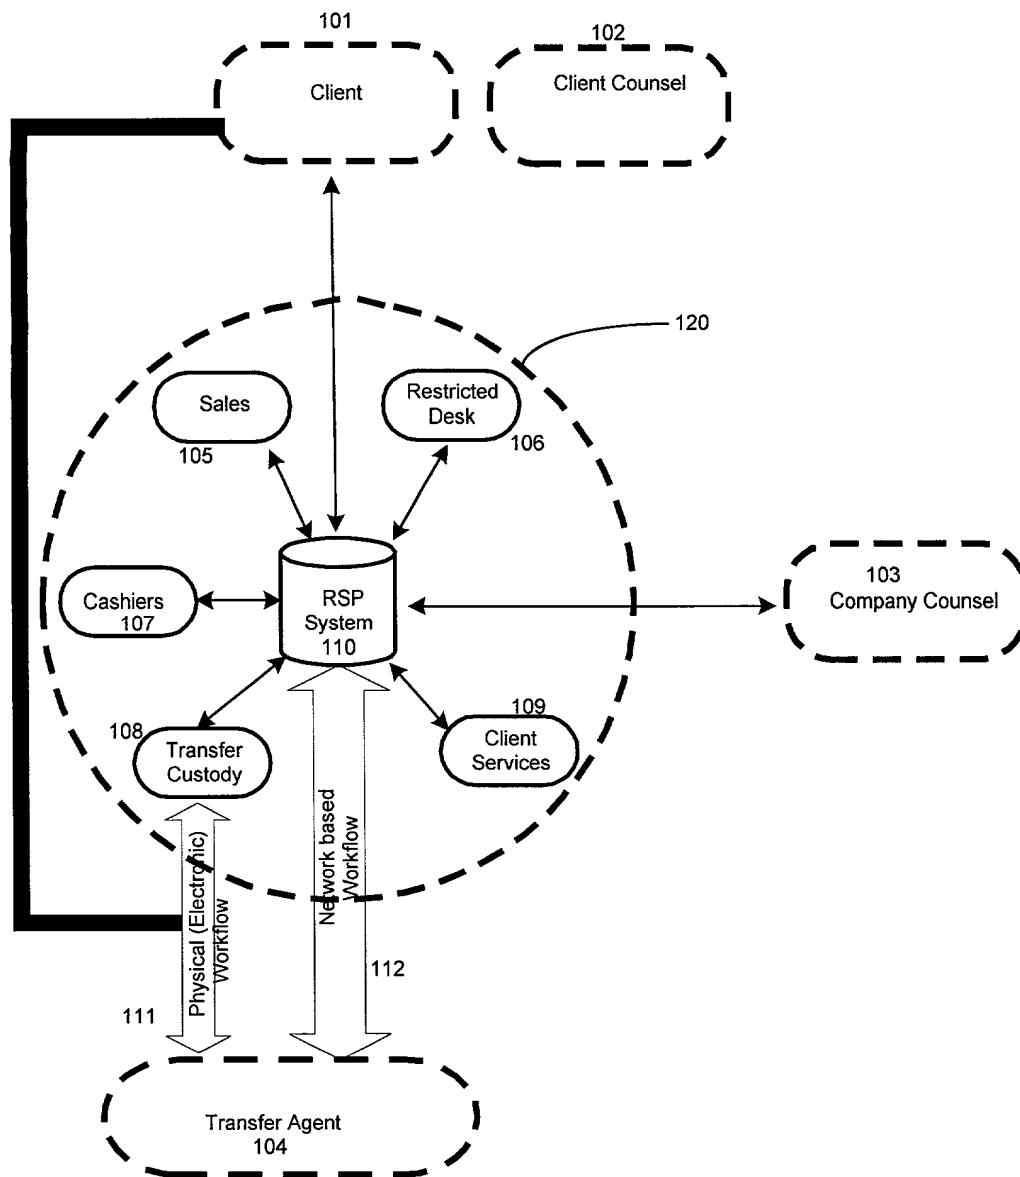 101
102
Client
Client Counsel
120
Sales
105
Restricted
Desk
106
Cashiers
107
RSP
System
110
103
Company Counsel
108
Transfer
Custody
109
Client
Services
Physical (Electronic)
Workflow
Network based
Workflow
111
112
Transfer Agent
104